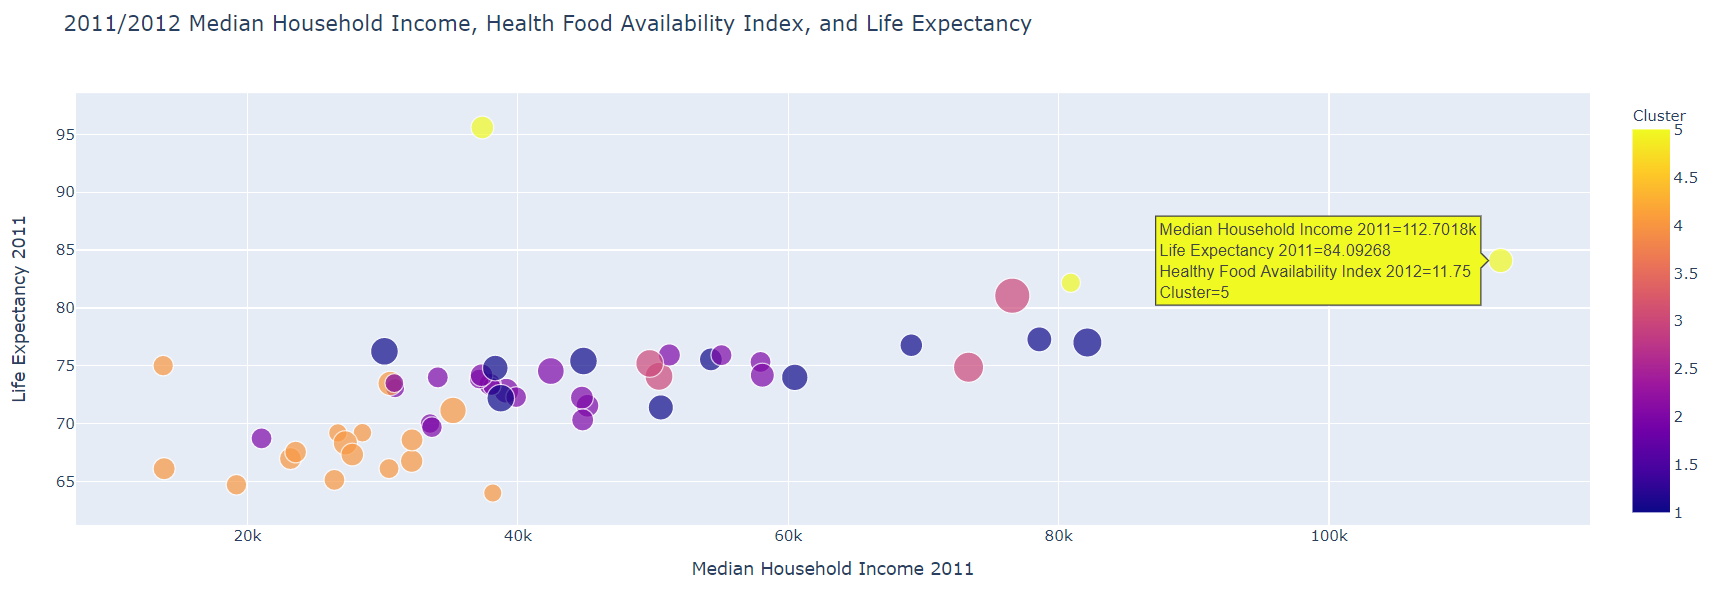 2011/2012 Median Household Income, Health Food Availability Index, and Life Expectancy
Cluster
5
4.5
4
3.5
3
2.5
2
1.5
1
Life Expectancy 2011
95
90
85
80
75
70
65
Median Household Income 2011=112.7018k
Life Expectancy 2011=84.09268
Healthy Food Availability Index 2012=11.75
Cluster=5
20k
40k
60k
80k
100k
Median Household Income 2011